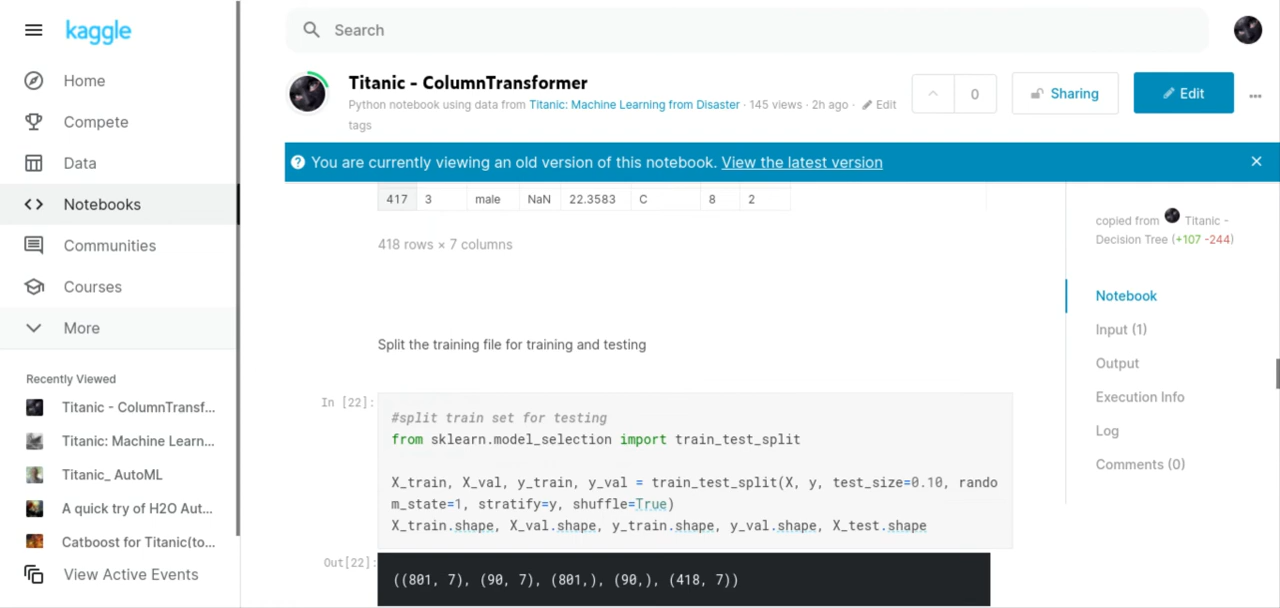 kaggle
Search
Home
Compete
Data
Notebooks
Communities
Courses
More
Recently Viewed
Titanic - ColumnTransf...
Titanic: Machine Learn...
Titanic_ AutoML
A quick try of H2O Aut...
Catboost for Titanic(to...
View Active Events
Titanic - ColumnTransformer
Python notebook using data from Titanic: Machine Learning from Disaster · 145 views · 2h ago · Edit
tags
0
Sharing
Edit
...
You are currently viewing an old version of this notebook. View the latest version
417 3 male NaN 22.3583 C 8 2
418 rows × 7 columns
Split the training file for training and testing
In [22]:
#split train set for testing
from sklearn.model_selection import train_test_split
X_train, X_val, y_train, y_val = train_test_split(X, y, test_size=0.10, rando
m_state=1, stratify=y, shuffle=True)
X_train.shape, X_val.shape, y_train.shape, y_val.shape, X_test.shape
Out[22]:
((801, 7), (90, 7), (801,), (90,), (418, 7))
copied from Titanic -
Decision Tree (+107 -244)
Notebook
Input (1)
Output
Execution Info
Log
Comments (0)